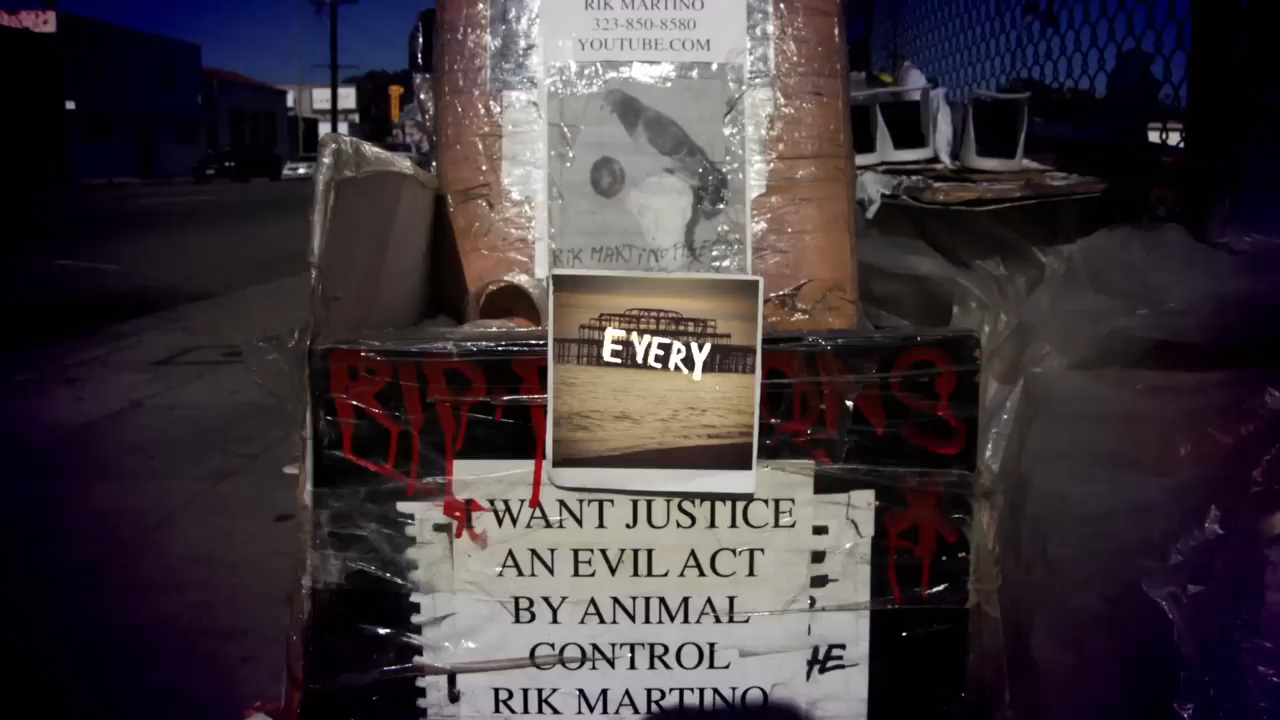 RIK MARTINO
323-850-8580
YOUTUBE.COM
RIK MARTINO
EVERY
I WANT JUSTICE
AN EVIL ACT
BY ANIMAL
CONTROL
RIK MARTINO
HE